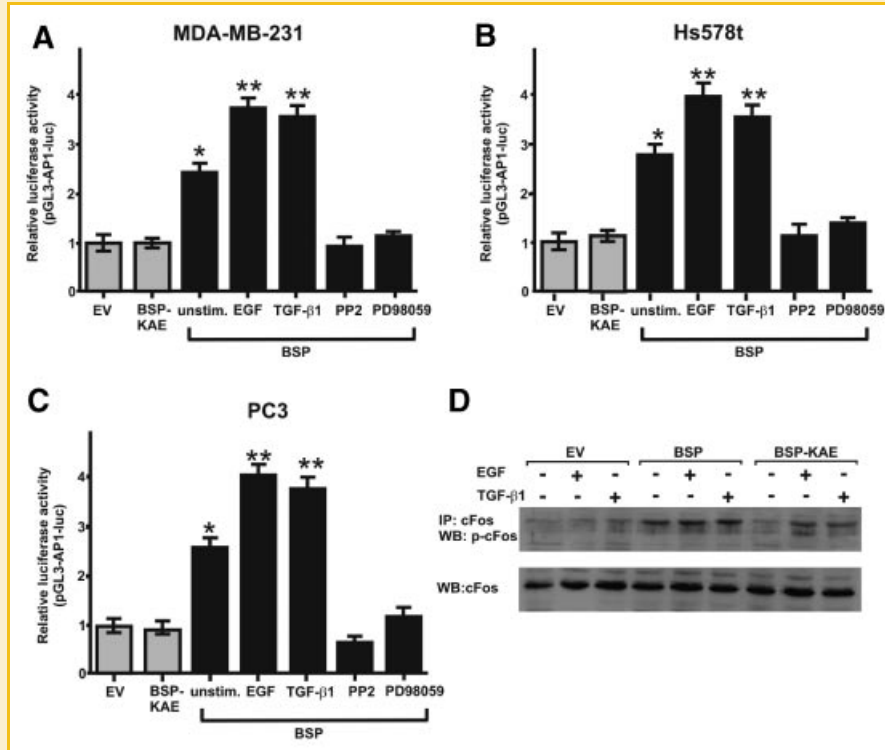 A
MDA-MB-231
Relative luciferase activity
(pGL3-AP1-luc)
4
3
2
1
0
*
**
**
EV
BSP-
KAE
unstim.
EGF
TGF-β1
PP2
PD98059
BSP
B
Hs578t
Relative luciferase activity
(pGL3-AP1-luc)
4
3
2
1
0
*
**
**
EV
BSP-
KAE
unstim.
EGF
TGF-β1
PP2
PD98059
BSP
C
PC3
Relative luciferase activity
(pGL3-AP1-luc)
4
3
2
1
0
*
**
**
EV
BSP-
KAE
unstim.
EGF
TGF-β1
PP2
PD98059
BSP
D
EV BSP BSP-KAE
EGF - + - - + - - + -
TGF-β1 - - + - - + - - +
IP: cFos
WB: p-cFos
WB:cFos